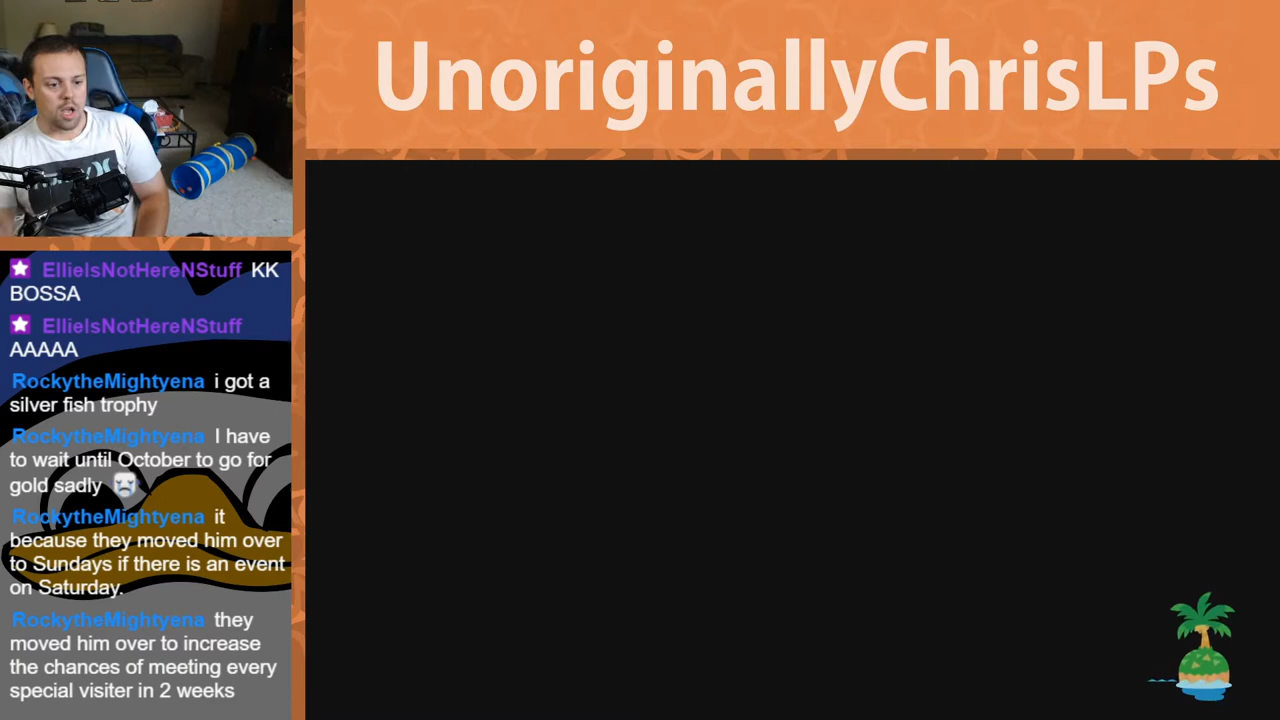 UnoriginallyChrisLPs
EllieIsNotHereNStuff KK
BOSSA
EllieIsNotHereNStuff
AAAAA
RockytheMightyena i got a
silver fish trophy
RockytheMightyena I have
to wait until October to go for
gold sadly
RockytheMightyena it
because they moved him over
to Sundays if there is an event
on Saturday.
RockytheMightyena they
moved him over to increase
the chances of meeting every
special visiter in 2 weeks